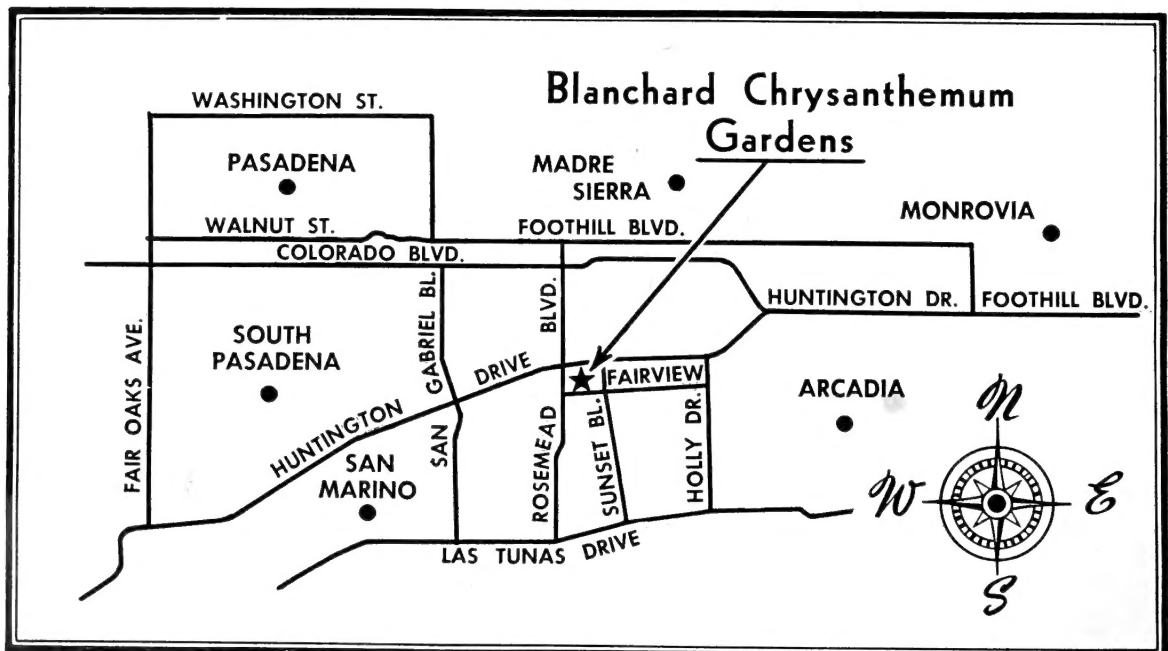 Blanchard Chrysanthemum
Gardens
WASHINGTON ST.
PASADENA
MADRE
SIERRA
MONROVIA
WALNUT ST.
FOOTHILL BLVD.
COLORADO BLVD.
HUNTINGTON DR.
FOOTHILL BLVD.
FAIR OAKS AVE.
SOUTH
PASADENA
SAN GABRIEL BL.
ROSEMEAD BLVD.
HUNTINGTON DRIVE
FAIRVIEW
SUNSET BL.
HOLLY DR.
ARCADIA
SAN
MARINO
LAS TUNAS DRIVE
N
W
E
S